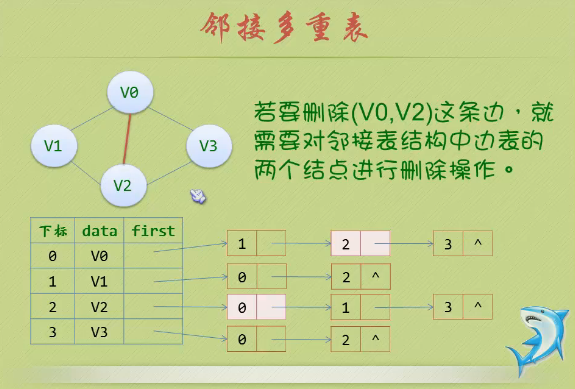 邻接多重表
V0
V1
V3
V2
若要删除(V0,V2)这条边，就
需要对邻接表结构中边表的
两个结点进行删除操作。
下标 data first
0 V0 1 2 3 ^
1 V1 0 2 ^
2 V2 0 1 3 ^
3 V3 0 2 ^